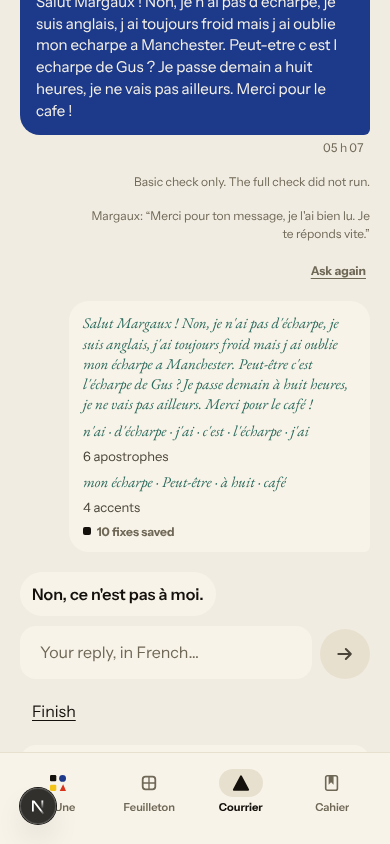 Salut Margaux ! Non, je n ai pas d echarpe, je
suis anglais, j ai toujours froid mais j ai oublie
mon echarpe a Manchester. Peut-etre c est l
echarpe de Gus ? Je passe demain a huit
heures, je ne vais pas ailleurs. Merci pour le
cafe !
05 h 07
Basic check only. The full check did not run.
Margaux: “Merci pour ton message, je l'ai bien lu. Je
te réponds vite.”
Ask again
Salut Margaux ! Non, je n'ai pas d'écharpe, je
suis anglais, j'ai toujours froid mais j'ai oublié
mon écharpe a Manchester. Peut-être c'est
l'écharpe de Gus ? Je passe demain à huit heures,
je ne vais pas ailleurs. Merci pour le café !
n'ai · d'écharpe · j'ai · c'est · l'écharpe · j'ai
6 apostrophes
mon écharpe · Peut-être · à huit · café
4 accents
10 fixes saved
Non, ce n'est pas à moi.
Your reply, in French...
Finish
N
Une
Feuilleton
Courrier
Cahier